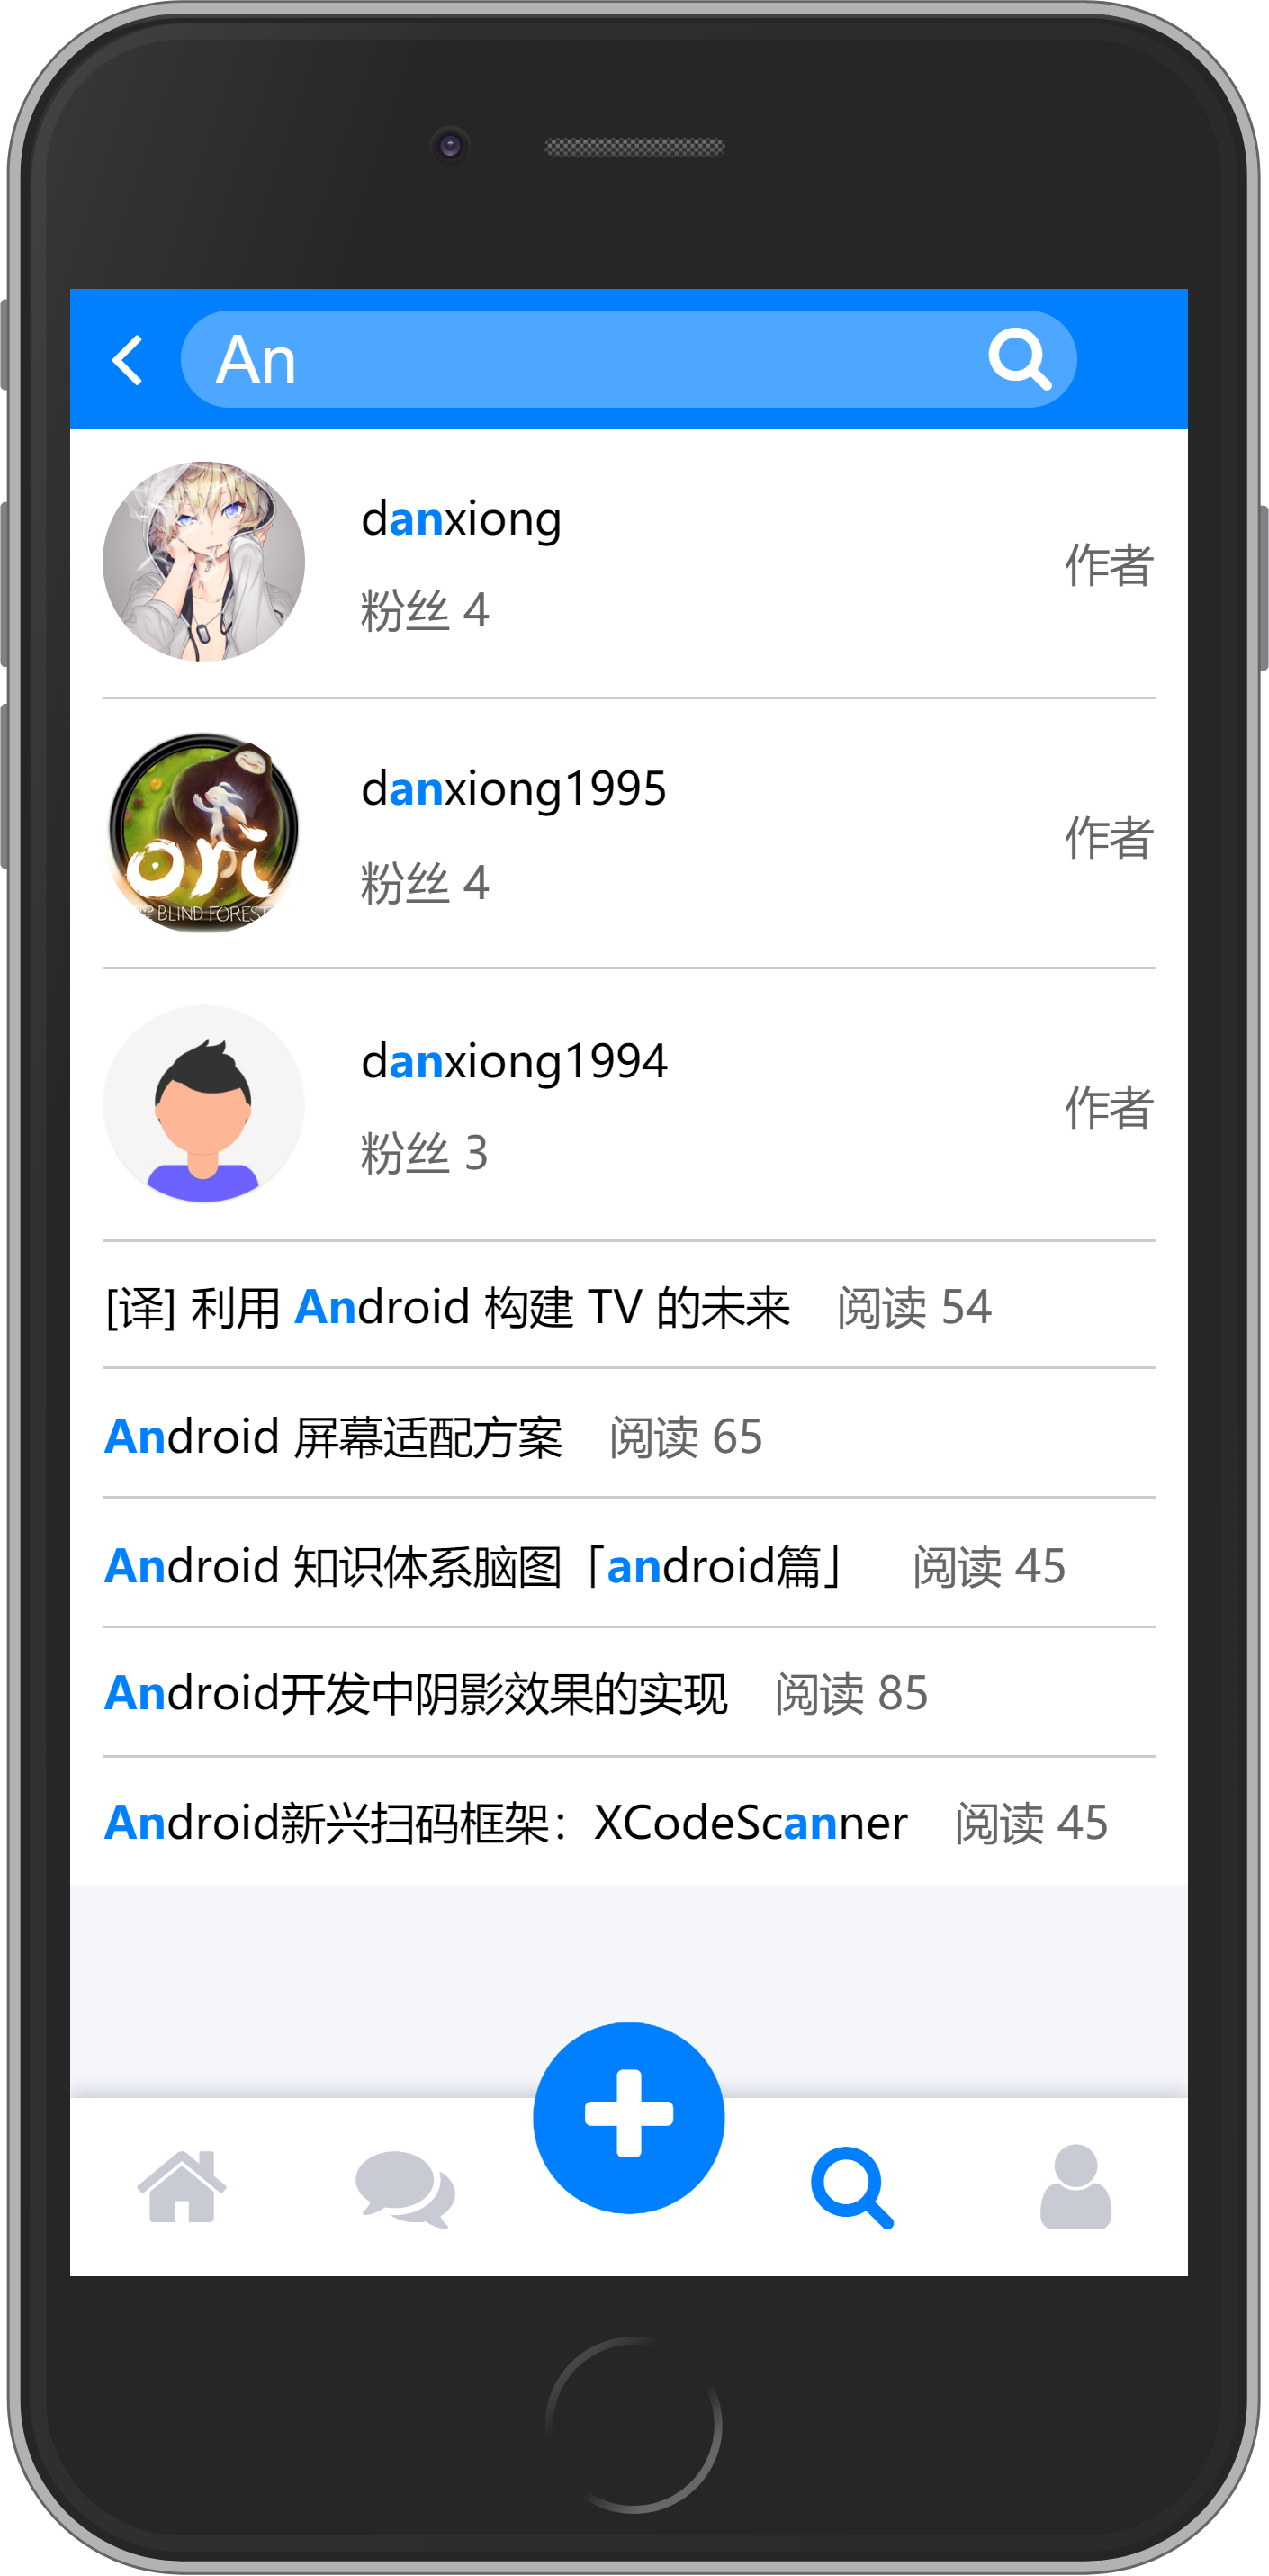 An
danxiong
粉丝 4
作者
ori
BLIND FOREST
danxiong1995
粉丝 4
作者
danxiong1994
粉丝 3
作者
[译] 利用 Android 构建 TV 的未来 阅读 54
Android 屏幕适配方案 阅读 65
Android 知识体系脑图「android篇」 阅读 45
Android开发中阴影效果的实现 阅读 85
Android新兴扫码框架：XCodeScanner 阅读 45